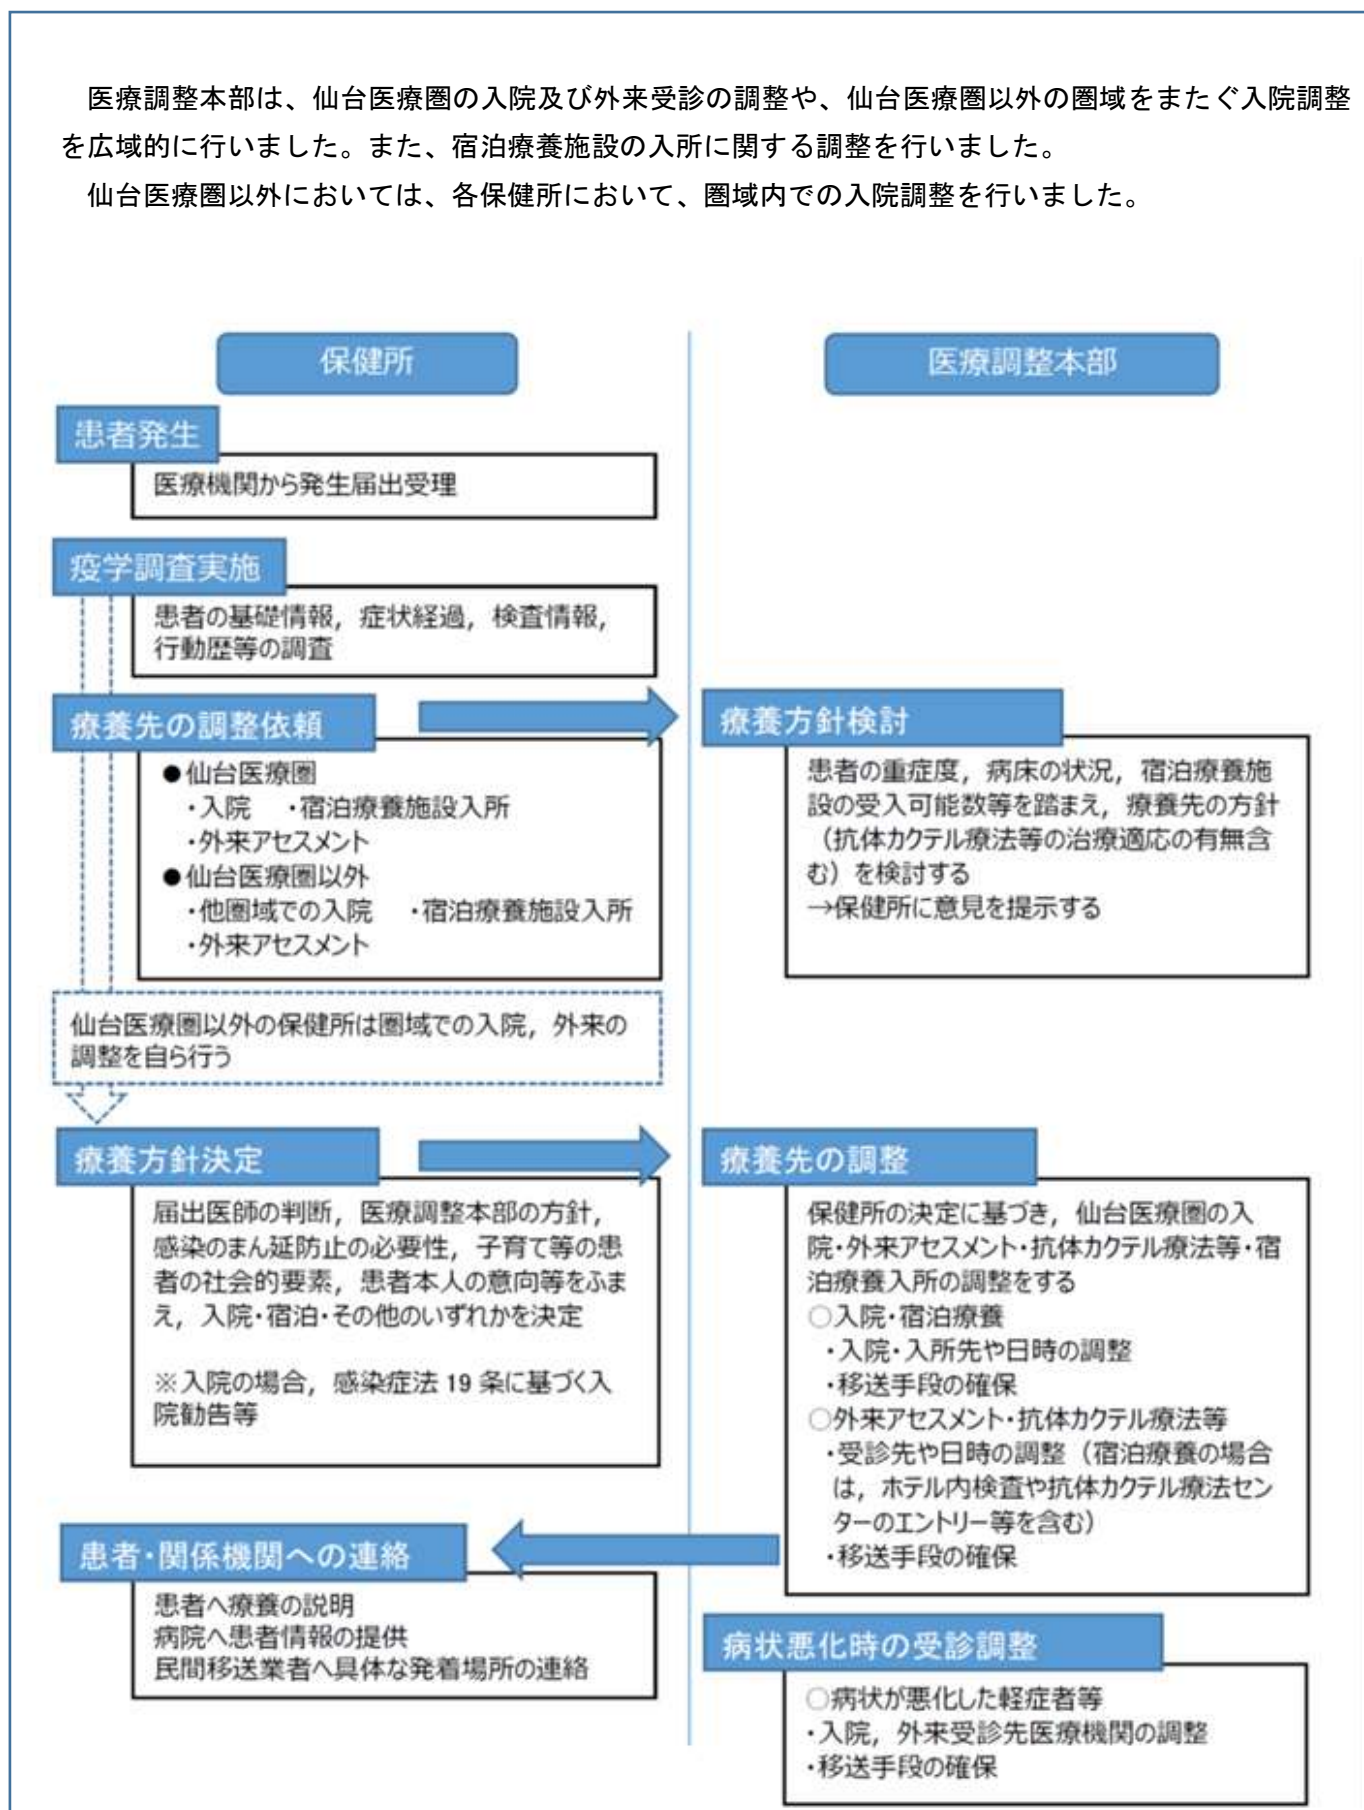 医療調整本部は、仙台医療圏の入院及び外来受診の調整や、仙台医療圏以外の圏域をまたぐ入院調整
を広域的に行いました。また、宿泊療養施設の入所に関する調整を行いました。
仙台医療圏以外においては、各保健所において、圏域内での入院調整を行いました。
保健所
医療調整本部
患者発生
医療機関から発生届出受理
疫学調査実施
患者の基礎情報，症状経過，検査情報，
行動歴等の調査
療養先の調整依頼
●仙台医療圏
・入院　・宿泊療養施設入所
・外来アセスメント
●仙台医療圏以外
・他圏域での入院　・宿泊療養施設入所
・外来アセスメント
療養方針検討
患者の重症度，病床の状況，宿泊療養施
設の受入可能数等を踏まえ，療養先の方針
（抗体カクテル療法等の治療適応の有無含
む）を検討する
→保健所に意見を提示する
仙台医療圏以外の保健所は圏域での入院，外来の
調整を自ら行う
療養方針決定
届出医師の判断，医療調整本部の方針，
感染のまん延防止の必要性，子育て等の患
者の社会的要素，患者本人の意向等をふま
え，入院・宿泊・その他のいずれかを決定
※入院の場合，感染症法 19 条に基づく入
院勧告等
療養先の調整
保健所の決定に基づき，仙台医療圏の入
院・外来アセスメント・抗体カクテル療法等・宿
泊療養入所の調整をする
○入院・宿泊療養
・入院・入所先や日時の調整
・移送手段の確保
○外来アセスメント・抗体カクテル療法等
・受診先や日時の調整（宿泊療養の場合
は，ホテル内検査や抗体カクテル療法セン
ターのエントリー等を含む）
・移送手段の確保
患者・関係機関への連絡
患者へ療養の説明
病院へ患者情報の提供
民間移送業者へ具体な発着場所の連絡
病状悪化時の受診調整
○病状が悪化した軽症者等
・入院，外来受診先医療機関の調整
・移送手段の確保